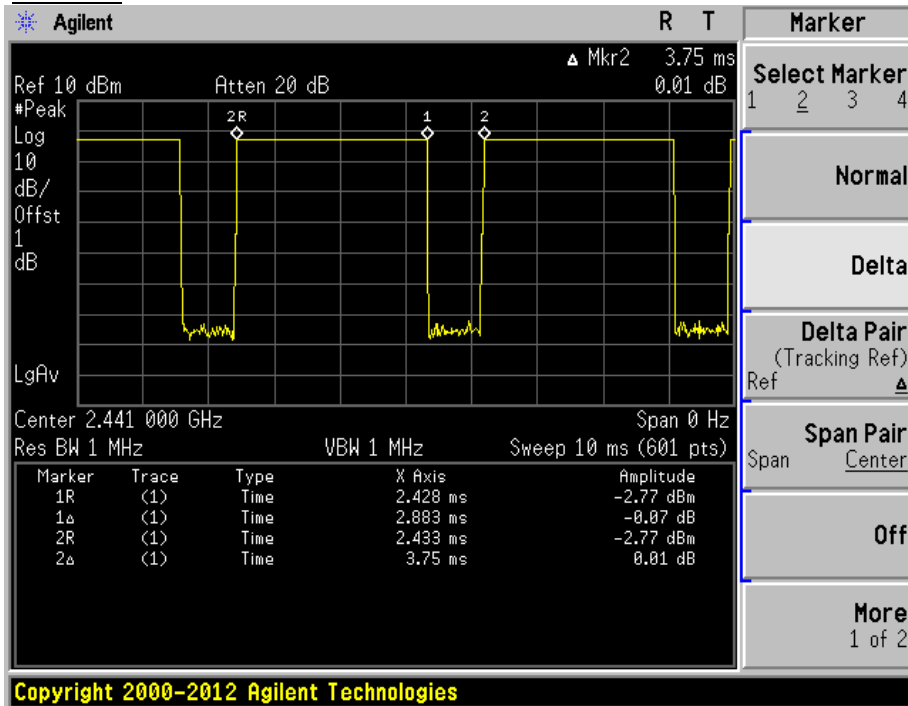 Agilent R T Marker
Δ Mkr2 3.75 ms
Ref 10 dBm Atten 20 dB 0.01 dB
#Peak
Log
10
dB/
Offst
1
dB
LgAv
2R 1 2
Center 2.441 000 GHz Span 0 Hz
Res BW 1 MHz VBW 1 MHz Sweep 10 ms (601 pts)
Marker Trace Type X Axis Amplitude
1R (1) Time 2.428 ms -2.77 dBm
1Δ (1) Time 2.883 ms -0.07 dB
2R (1) Time 2.433 ms -2.77 dBm
2Δ (1) Time 3.75 ms 0.01 dB
Select Marker
1 2 3 4
Normal
Delta
Delta Pair
(Tracking Ref)
Ref Δ
Span Pair
Span Center
Off
More
1 of 2
Copyright 2000-2012 Agilent Technologies